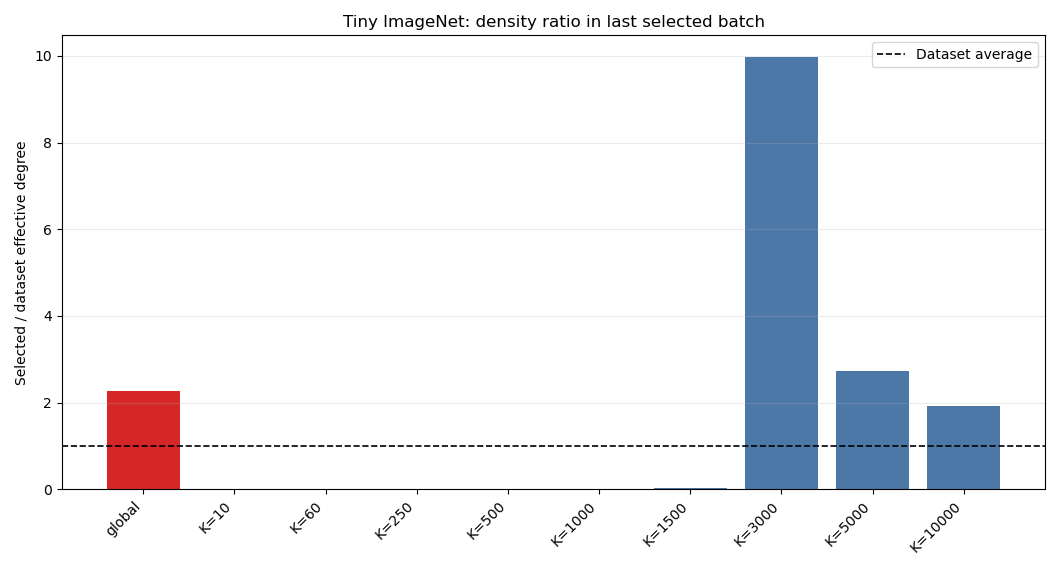 Tiny ImageNet: density ratio in last selected batch
Dataset average
Selected / dataset effective degree
10
8
6
4
2
0
global
K=10
K=60
K=250
K=500
K=1000
K=1500
K=3000
K=5000
K=10000